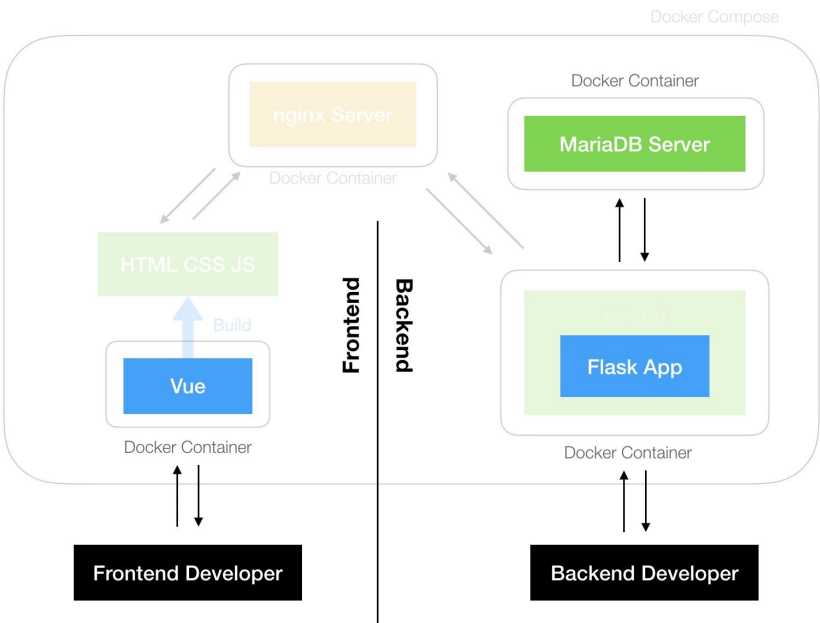 Docker Compose
nginx Server
Docker Container
Docker Container
MariaDB Server
HTML CSS JS
Build
Vue
Docker Container
Frontend
Backend
uwsgi
Flask App
Docker Container
Frontend Developer
Backend Developer